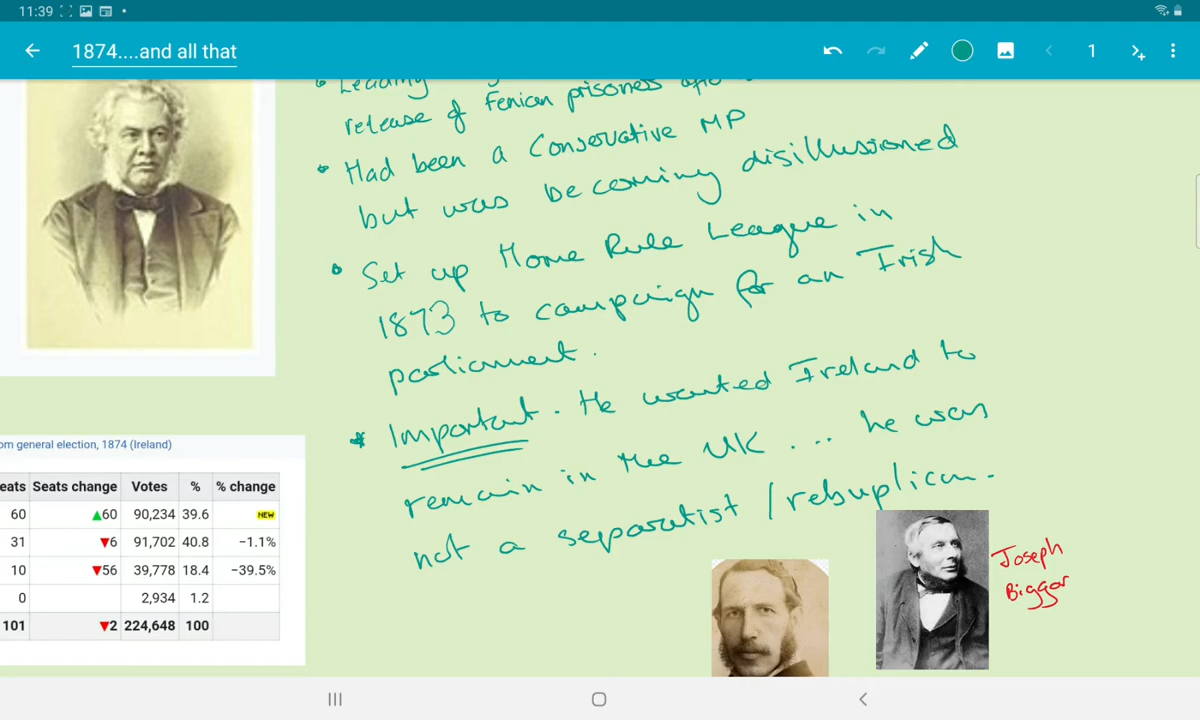 11:39
1874....and all that
1
• Leading
release of Fenian prisoners
• Had been a Conservative MP
but was becoming disillussioned
• Set up Home Rule League in
1873 to campaign for an Irish
parliament.
* Important. He wanted Ireland to
remain in the UK ... he was
not a separatist / rebuplican.
om general election, 1874 (Ireland)
eats Seats change Votes % % change
60 ▲60 90,234 39.6 NEW
31 ▼6 91,702 40.8 −1.1%
10 ▼56 39,778 18.4 −39.5%
0 2,934 1.2
101 ▼2 224,648 100
Joseph
Biggar